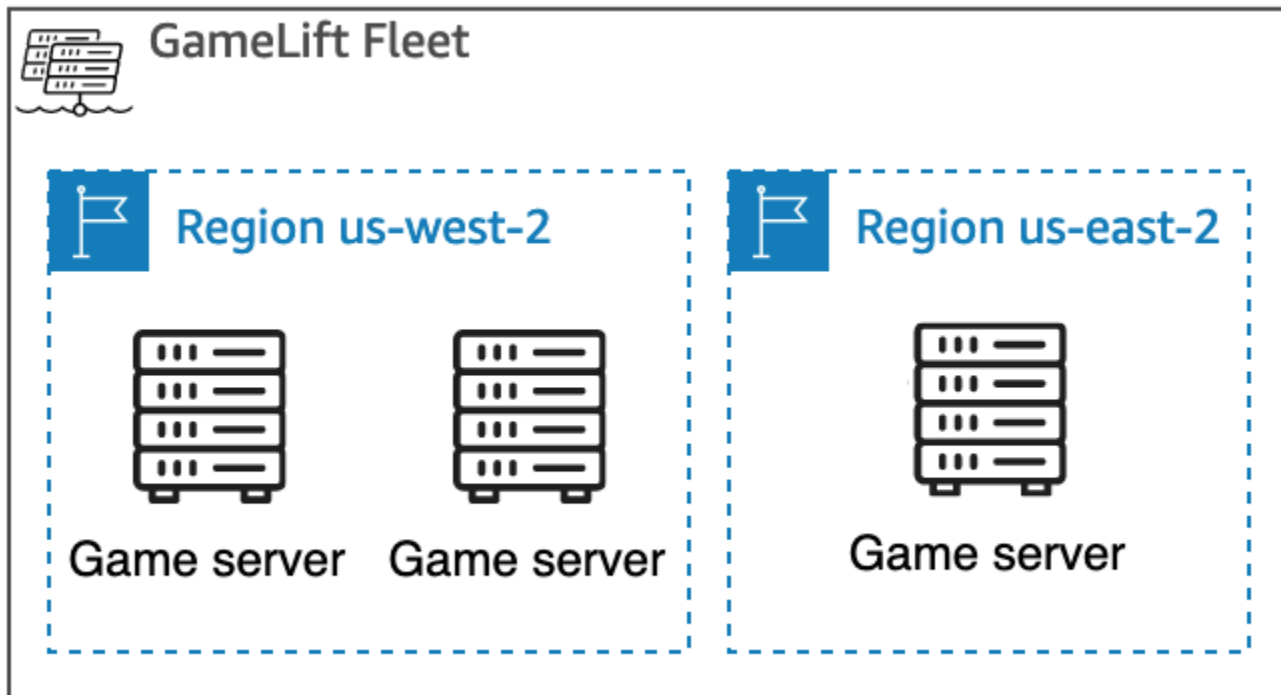 GameLift Fleet
Region us-west-2
Region us-east-2
Game server
Game server
Game server